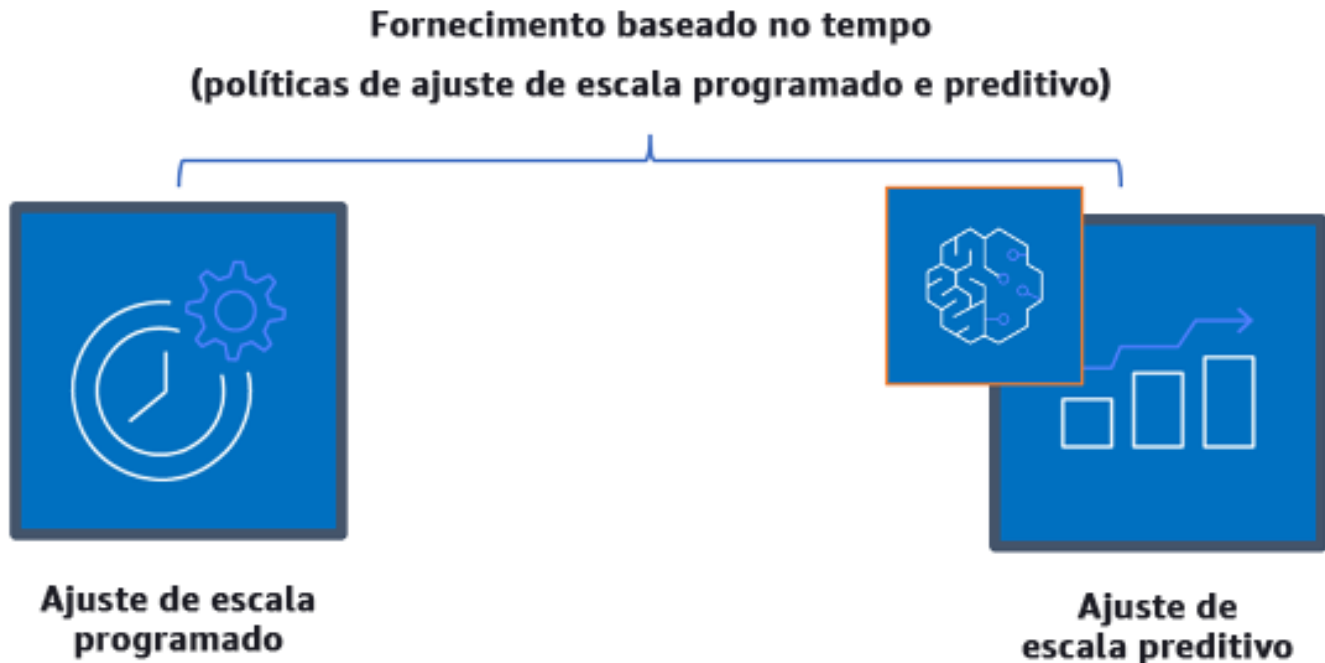 Fornecimento baseado no tempo
(políticas de ajuste de escala programado e preditivo)
Ajuste de escala
programado
Ajuste de
escala preditivo